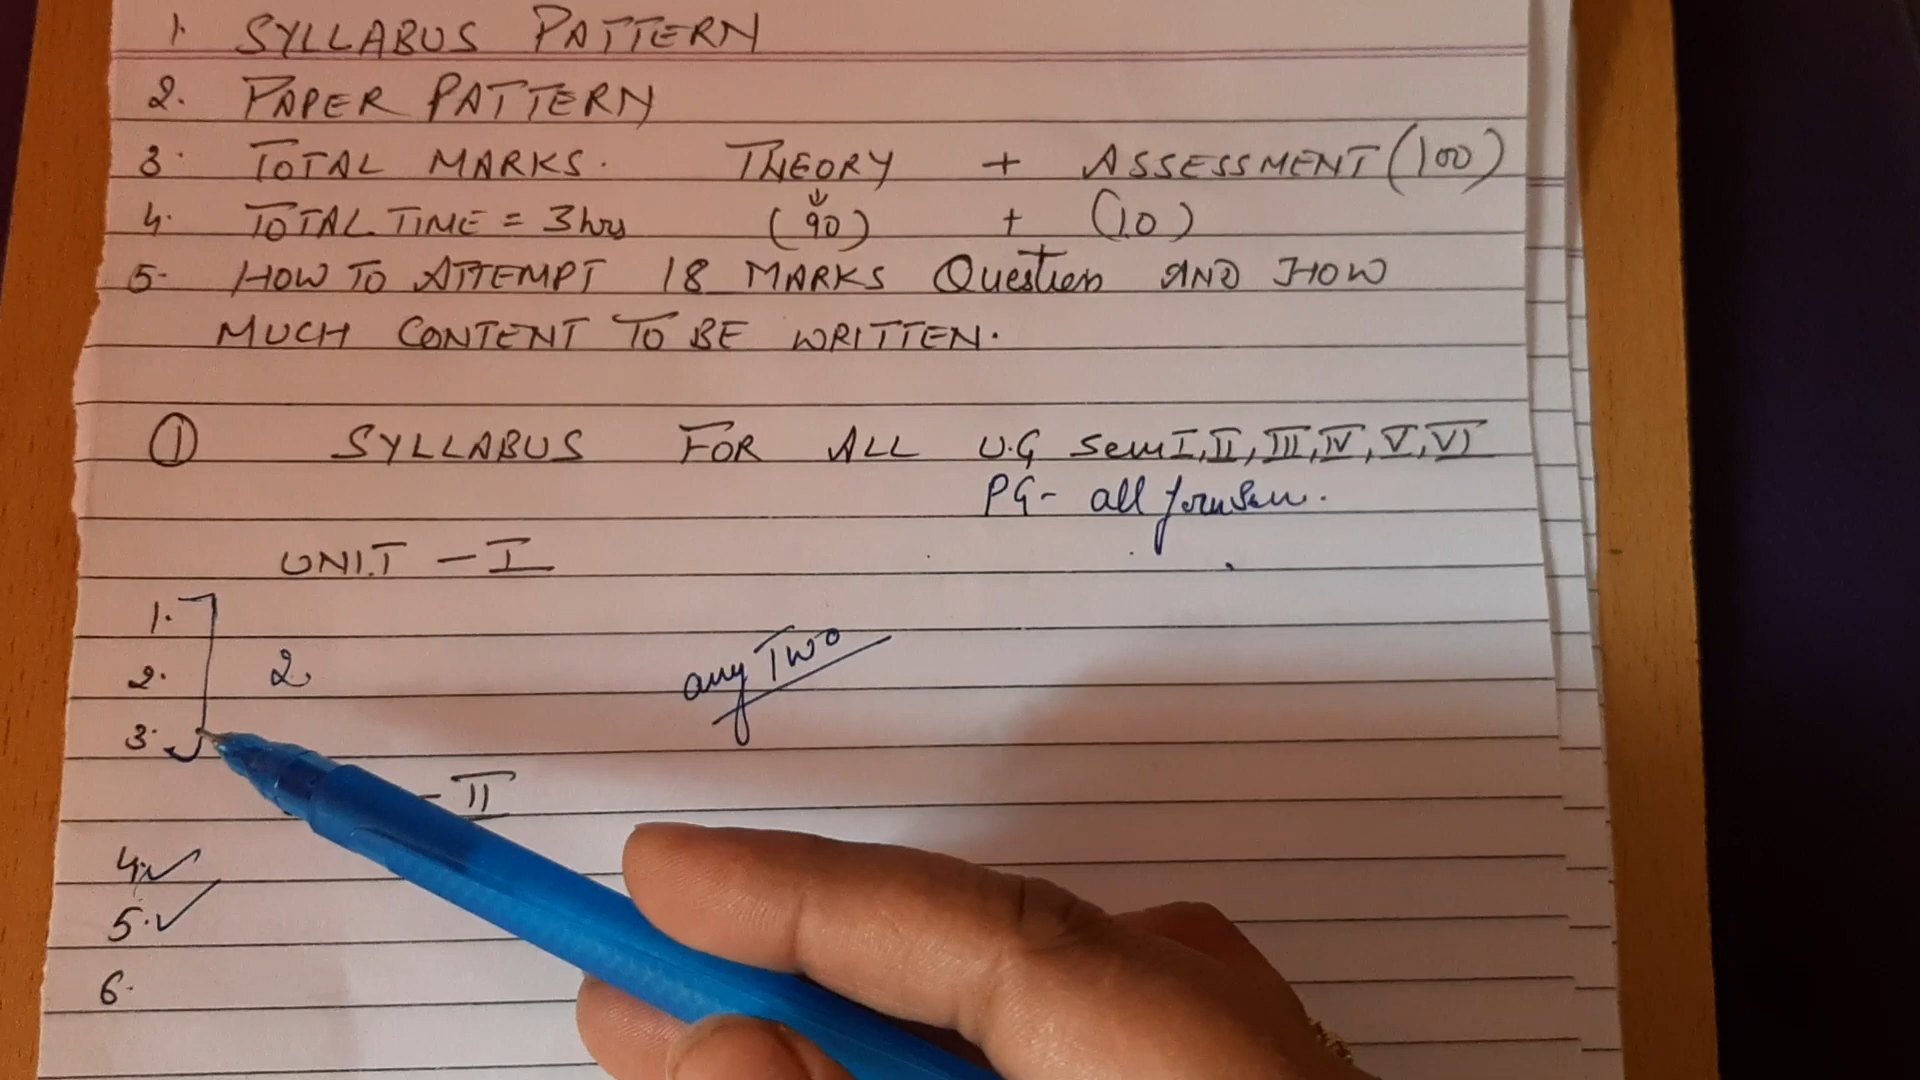 1. SYLLABUS PATTERN
2. PAPER PATTERN
3. TOTAL MARKS. THEORY + ASSESSMENT (100)
4. TOTAL TIME = 3hrs (90) + (10)
5. HOW TO ATTEMPT 18 MARKS Question AND HOW
MUCH CONTENT TO BE WRITTEN.
① SYLLABUS FOR ALL U.G Sem I, II, III, IV, V, VI
PG - all four Sem.
UNIT - I
1.
2. 2
any Two
3.
- II
4.
5.
6.